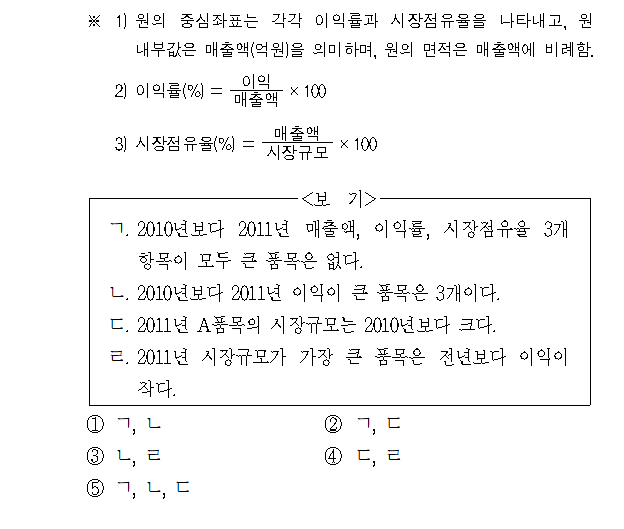 ※ 1) 원의 중심좌표는 각각 이익률과 시장점유율을 나타내고, 원
내부값은 매출액(억원)을 의미하며, 원의 면적은 매출액에 비례함.
2) 이익률(%) = 이익/매출액 × 100
3) 시장점유율(%) = 매출액/시장규모 × 100
<보 기>
ㄱ. 2010년보다 2011년 매출액, 이익률, 시장점유율 3개
항목이 모두 큰 품목은 없다.
ㄴ. 2010년보다 2011년 이익이 큰 품목은 3개이다.
ㄷ. 2011년 A품목의 시장규모는 2010년보다 크다.
ㄹ. 2011년 시장규모가 가장 큰 품목은 전년보다 이익이
작다.
① ㄱ, ㄴ ② ㄱ, ㄷ
③ ㄴ, ㄹ ④ ㄷ, ㄹ
⑤ ㄱ, ㄴ, ㄷ